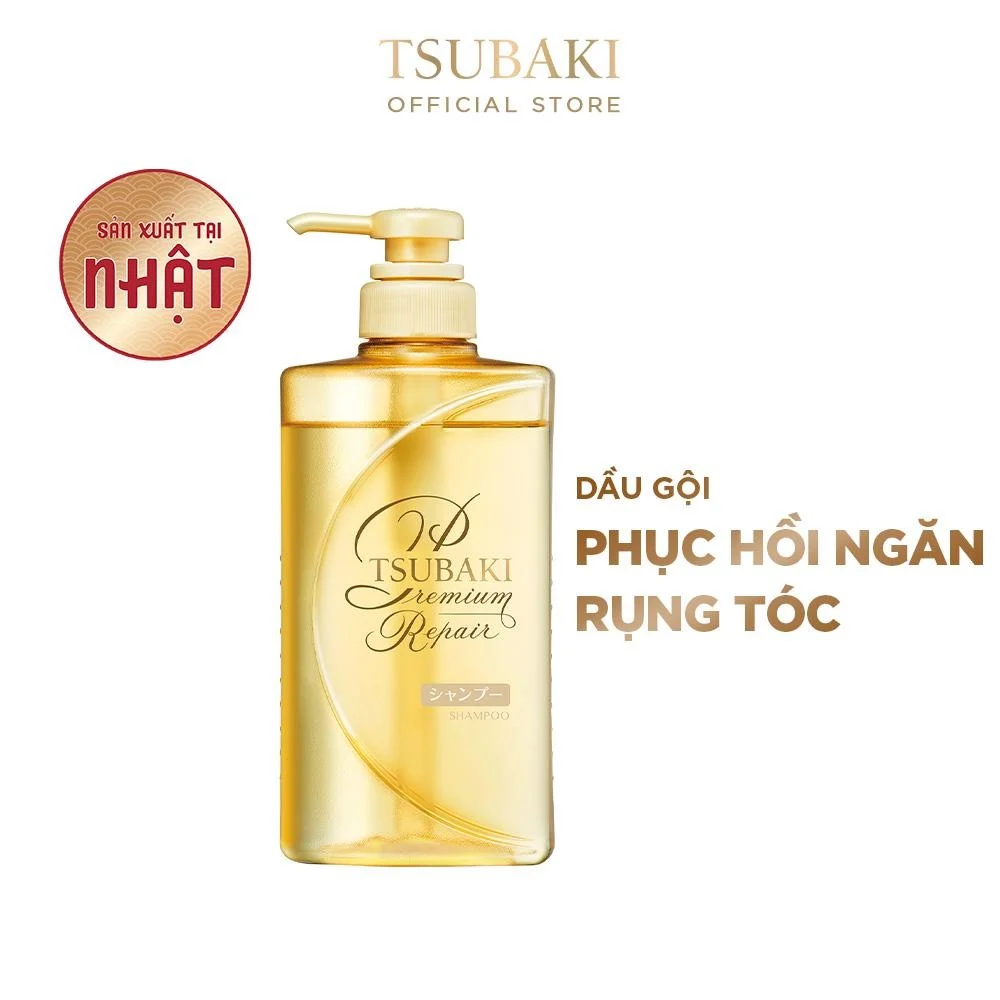 TSUBAKI
OFFICIAL STORE
SẢN XUẤT TẠI
NHẬT
TSUBAKI
Premium
Repair
シャンプー
SHAMPOO
DẦU GỘI
PHỤC HỒI NGĂN
RỤNG TÓC